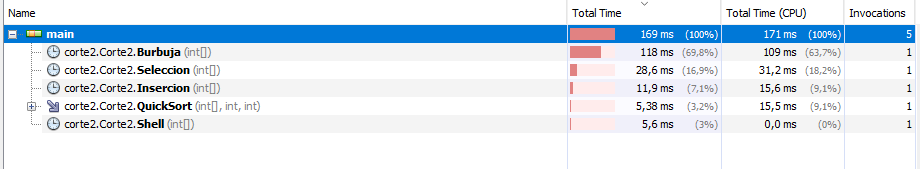 Name Total Time Total Time (CPU) Invocations
main 169 ms (100%) 171 ms (100%) 5
corte2.Corte2.Burbuja (int[]) 118 ms (69,8%) 109 ms (63,7%) 1
corte2.Corte2.Seleccion (int[]) 28,6 ms (16,9%) 31,2 ms (18,2%) 1
corte2.Corte2.Insercion (int[]) 11,9 ms (7,1%) 15,6 ms (9,1%) 1
corte2.Corte2.QuickSort (int[], int, int) 5,38 ms (3,2%) 15,5 ms (9,1%) 1
corte2.Corte2.Shell (int[]) 5,6 ms (3%) 0,0 ms (0%) 1